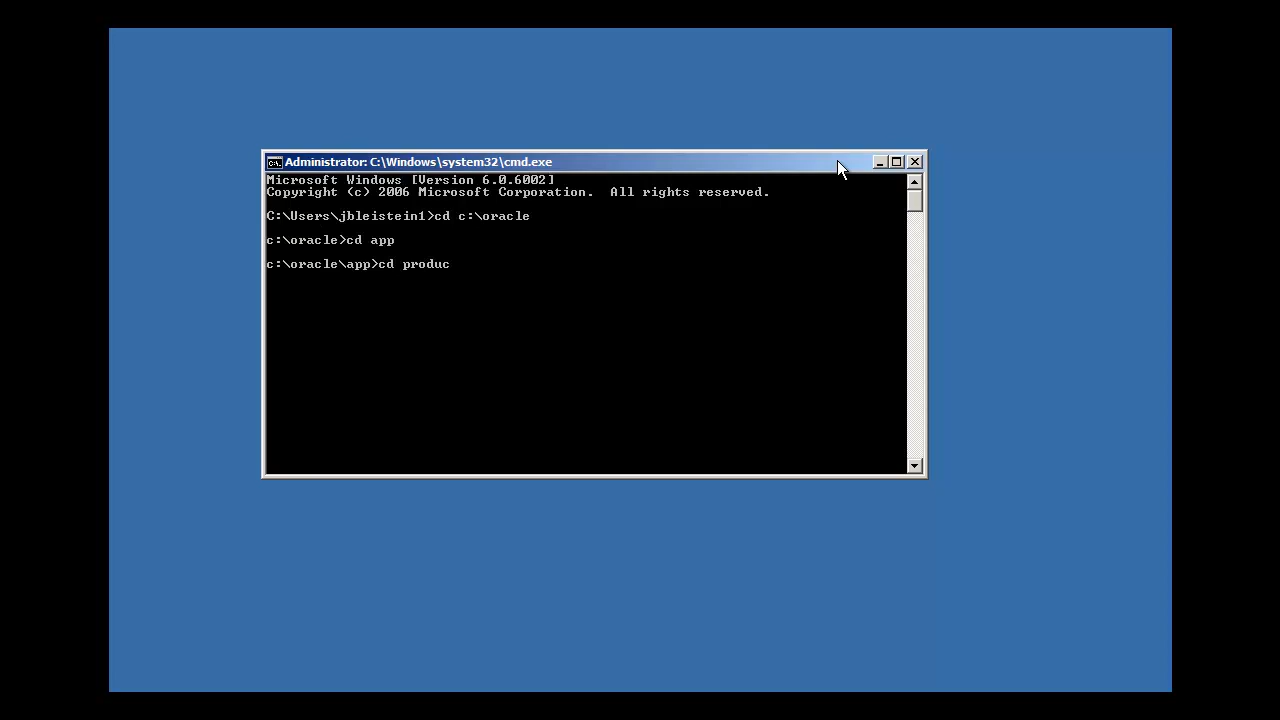 Administrator: C:\Windows\system32\cmd.exe
Microsoft Windows [Version 6.0.6002]
Copyright (c) 2006 Microsoft Corporation.  All rights reserved.
C:\Users\jbleistein1>cd c:\oracle
c:\oracle>cd app
c:\oracle\app>cd produc